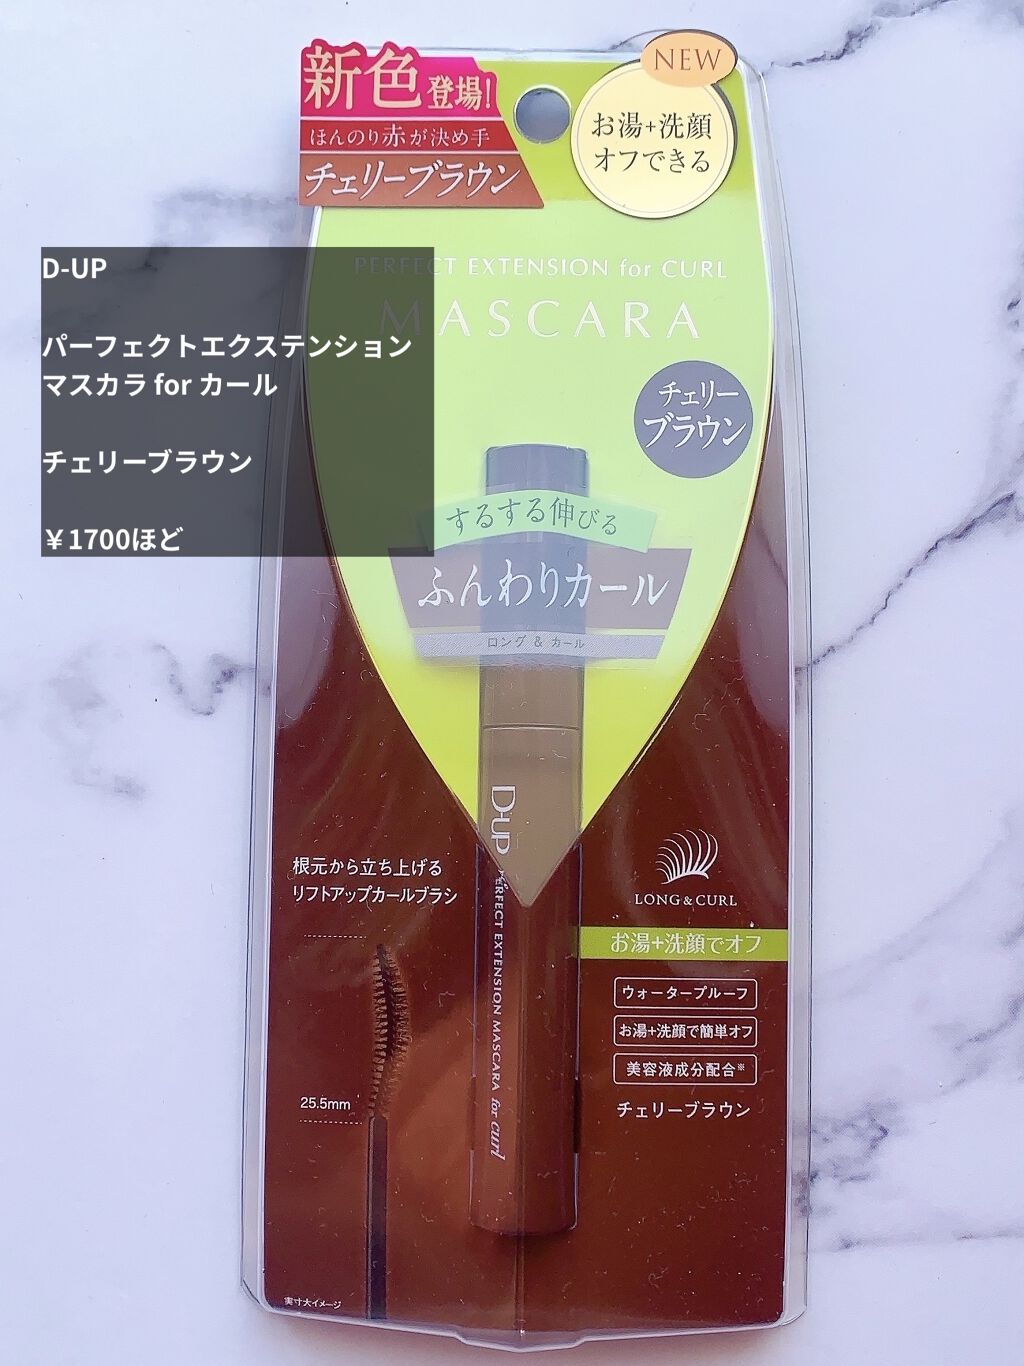 新色登場!
ほんのり赤が決め手
チェリーブラウン
NEW
お湯+洗顔
オフできる
D-UP
パーフェクトエクステンション
マスカラ for カール
チェリーブラウン
￥1700ほど
PERFECT EXTENSION for CURL
MASCARA
チェリー
ブラウン
するする伸びる
ふんわりカール
ロング & カール
D-UP
PERFECT EXTENSION MASCARA for curl
根元から立ち上げる
リフトアップカールブラシ
25.5mm
実寸大イメージ
LONG & CURL
お湯+洗顔でオフ
ウォータープルーフ
お湯+洗顔で簡単オフ
美容液成分配合※
チェリーブラウン